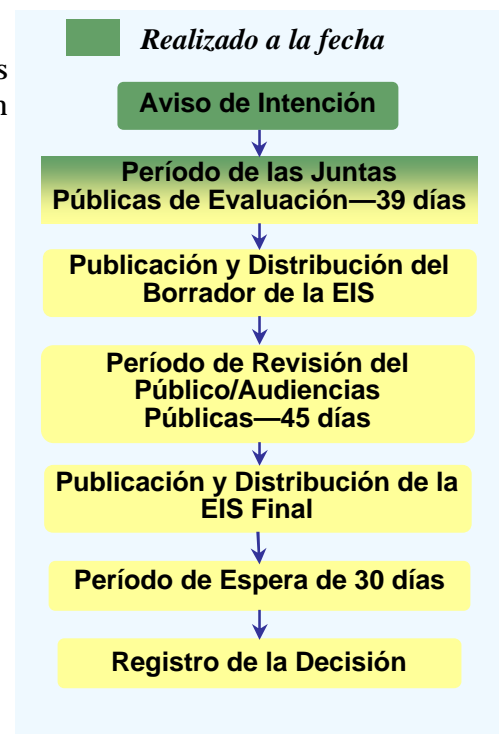 Realizado a la fecha
s
n
Aviso de Intención
Período de las Juntas
Públicas de Evaluación—39 días
Publicación y Distribución del
Borrador de la EIS
Período de Revisión del
Público/Audiencias
Públicas—45 días
Publicación y Distribución de la
EIS Final
Período de Espera de 30 días
Registro de la Decisión